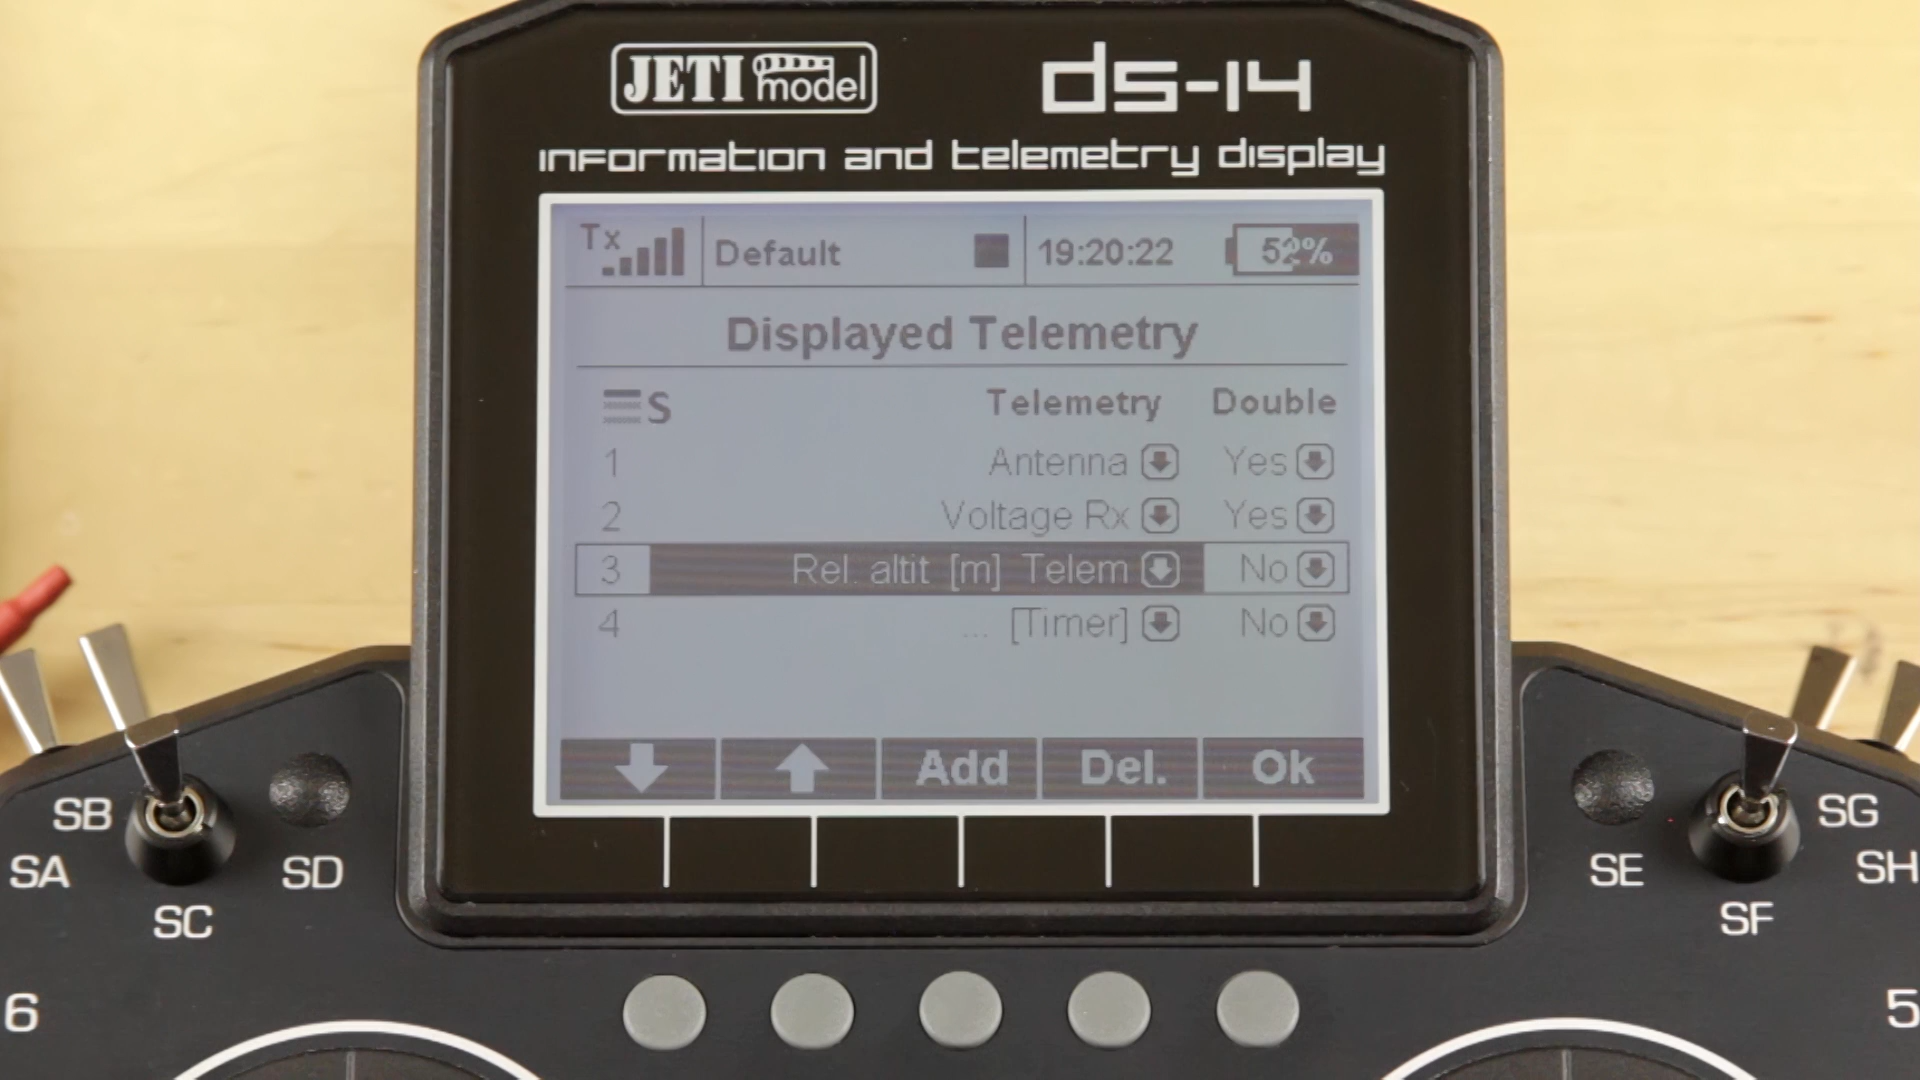 JETI model ds-14
information and telemetry display
Tx Default 19:20:22 52%
Displayed Telemetry
S Telemetry Double
1 Antenna Yes
2 Voltage Rx Yes
3 Rel. altit [m] Telem No
4 ... [Timer] No
Add Del. Ok
SB SG
SA SD SE SH
SC SF
6 5